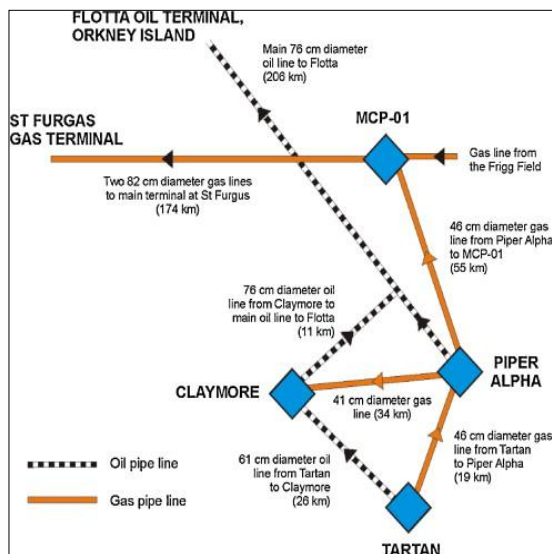 FLOTTA OIL TERMINAL,
ORKNEY ISLAND
Main 76 cm diameter
oil line to Flotta
(206 km)
ST FURGAS
GAS TERMINAL
MCP-01
Gas line from
the Frigg Field
Two 82 cm diameter gas lines
to main terminal at St Furgus
(174 km)
46 cm diameter gas
line from Piper Alpha
to MCP-01
(55 km)
76 cm diameter oil
line from Claymore to
main oil line to Flotta
(11 km)
PIPER
ALPHA
CLAYMORE
41 cm diameter gas
line (34 km)
46 cm diameter gas
line from Tartan
to Piper Alpha
(19 km)
61 cm diameter oil
line from Tartan
to Claymore
(26 km)
Oil pipe line
Gas pipe line
TARTAN